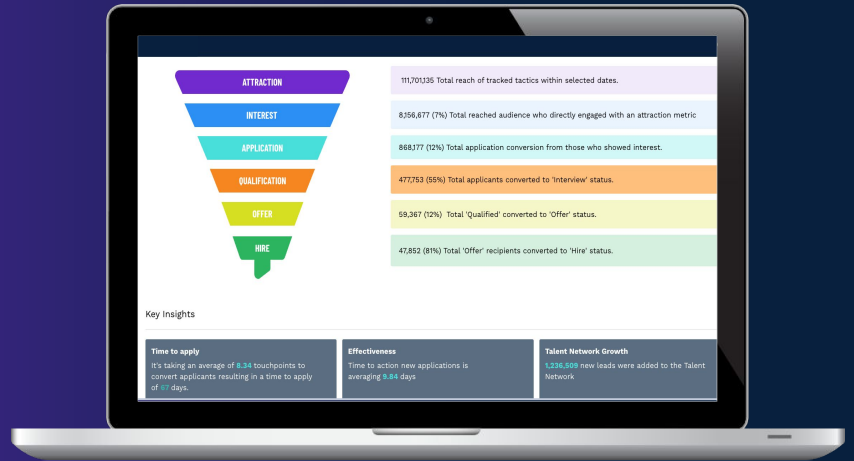 ATTRACTION
111,701,135 Total reach of tracked tactics within selected dates.
INTEREST
8,156,677 (7%) Total reached audience who directly engaged with an attraction metric
APPLICATION
868,177 (12%) Total application conversion from those who showed interest.
QUALIFICATION
477,753 (55%) Total applicants converted to 'Interview' status.
OFFER
59,367 (12%) Total 'Qualified' converted to 'Offer' status.
HIRE
47,852 (81%) Total 'Offer' recipients converted to 'Hire' status.
Key Insights
Time to apply
It's taking an average of 8.34 touchpoints to
convert applicants resulting in a time to apply
of 67 days.
Effectiveness
Time to action new applications is
averaging 9.84 days
Talent Network Growth
1,236,509 new leads were added to the Talent
Network